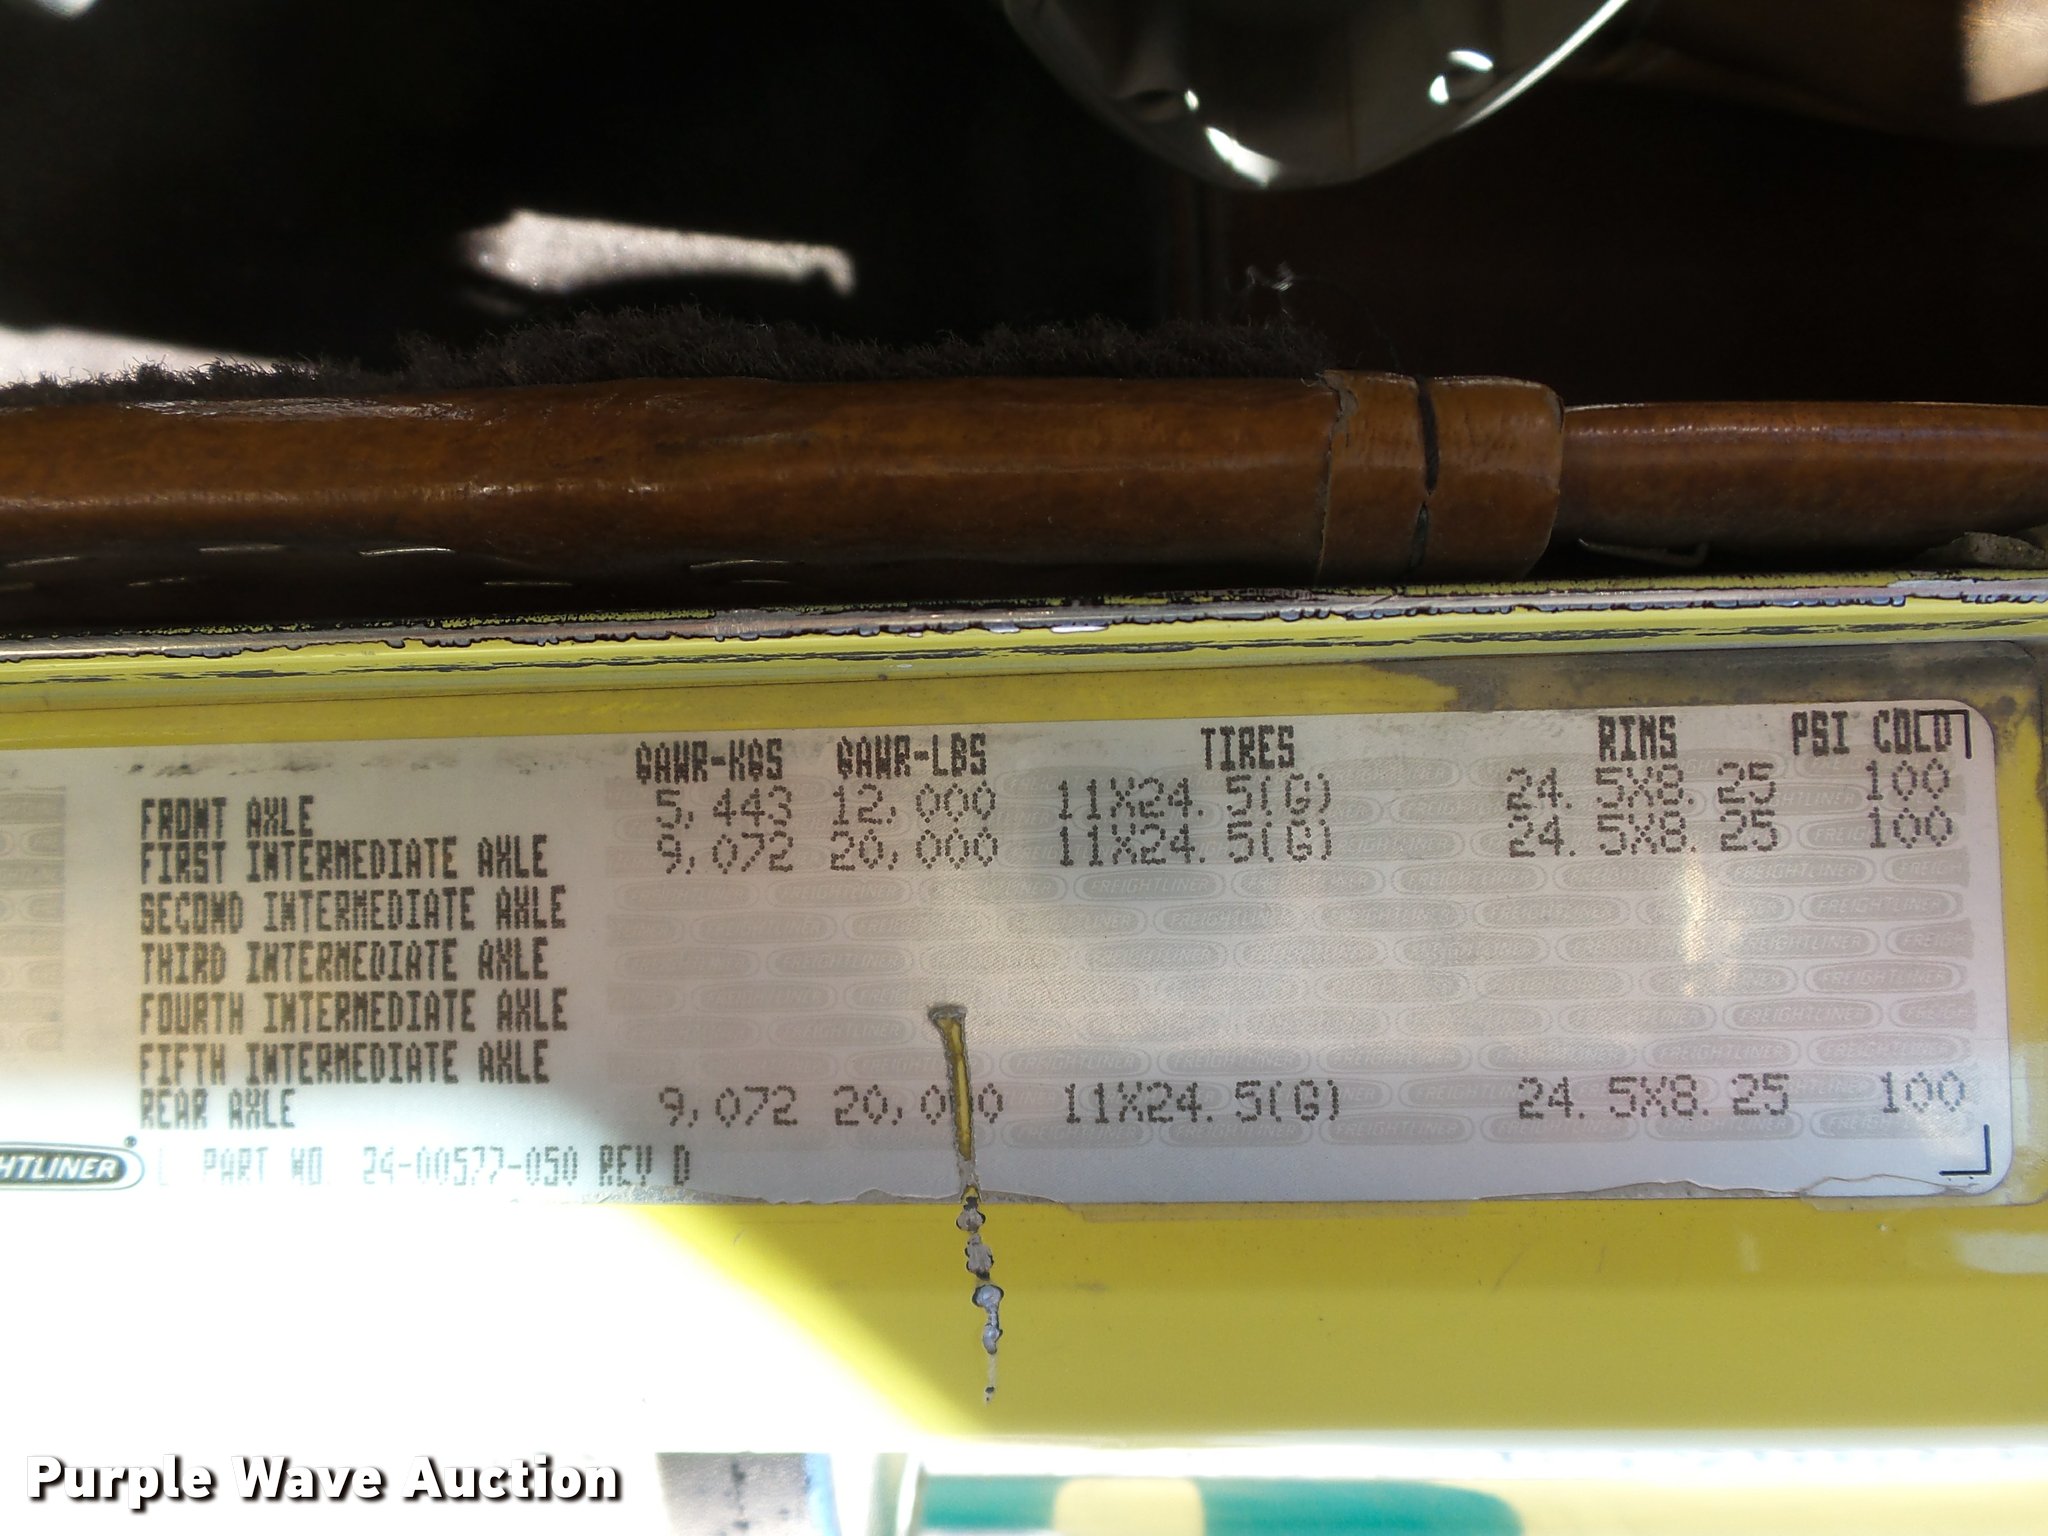 GAWR-KGS GAWR-LBS TIRES RIMS PSI COLD
FRONT AXLE 5,443 12,000 11X24.5(G) 24.5X8.25 100
FIRST INTERMEDIATE AXLE 9,072 20,000 11X24.5(G) 24.5X8.25 100
SECOND INTERMEDIATE AXLE
THIRD INTERMEDIATE AXLE
FOURTH INTERMEDIATE AXLE
FIFTH INTERMEDIATE AXLE
REAR AXLE 9,072 20,000 11X24.5(G) 24.5X8.25 100
HTLINER® PART NO. 24-00577-050 REV D
Purple Wave Auction